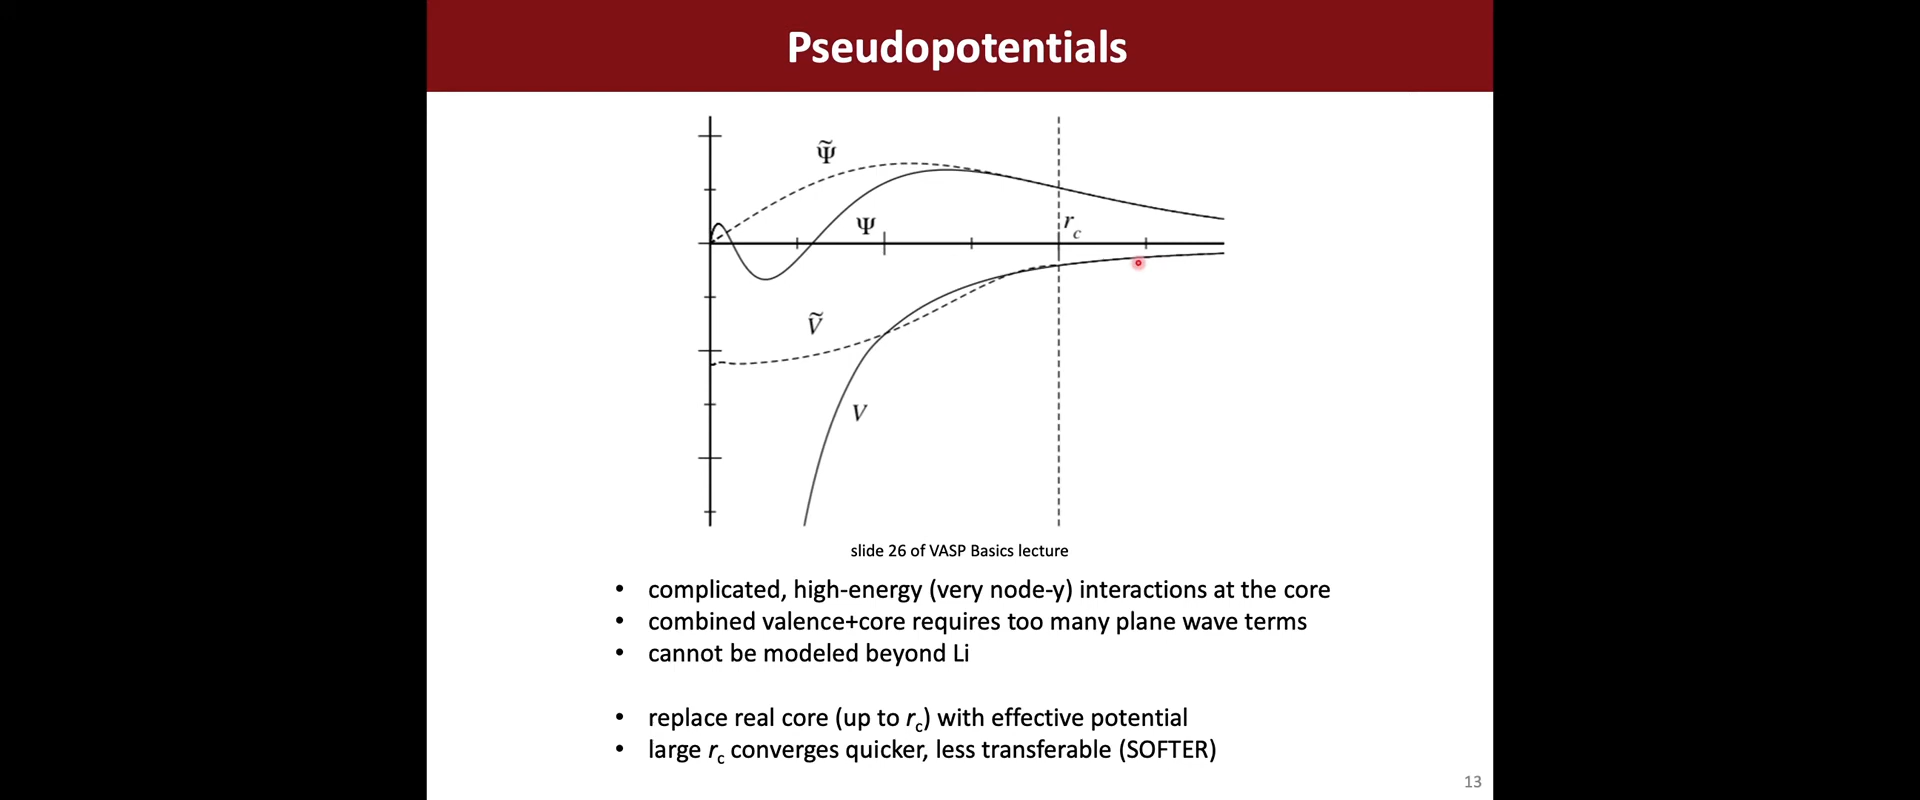 Pseudopotentials
Ψ̃
Ψ
r_c
Ṽ
V
slide 26 of VASP Basics lecture
• complicated, high-energy (very node-y) interactions at the core
• combined valence+core requires too many plane wave terms
• cannot be modeled beyond Li
• replace real core (up to r_c) with effective potential
• large r_c converges quicker, less transferable (SOFTER)
13